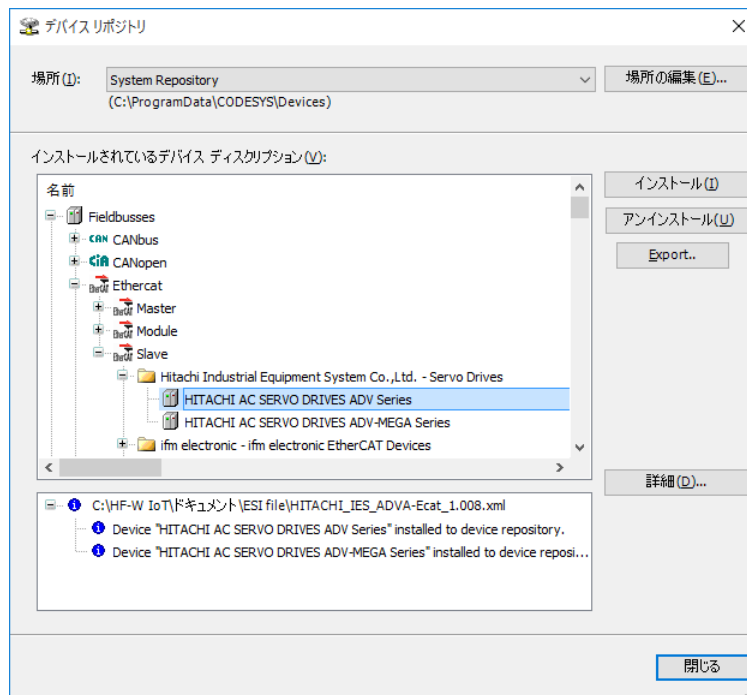 デバイス リポジトリ
場所(I): System Repository 場所の編集(E)...
(C:\ProgramData\CODESYS\Devices)
インストールされているデバイス ディスクリプション(V):
名前 インストール(I)
Fieldbusses アンインストール(U)
CAN CANbus
CiA CANopen Export..
Ethercat
Master
Module
Slave
Hitachi Industrial Equipment System Co.,Ltd. - Servo Drives
HITACHI AC SERVO DRIVES ADV Series
HITACHI AC SERVO DRIVES ADV-MEGA Series
ifm electronic - ifm electronic EtherCAT Devices
詳細(D)...
C:\HF-W IoT\ドキュメント\ESI file\HITACHI_IES_ADVA-Ecat_1.008.xml
Device "HITACHI AC SERVO DRIVES ADV Series" installed to device repository.
Device "HITACHI AC SERVO DRIVES ADV-MEGA Series" installed to device reposi...
閉じる